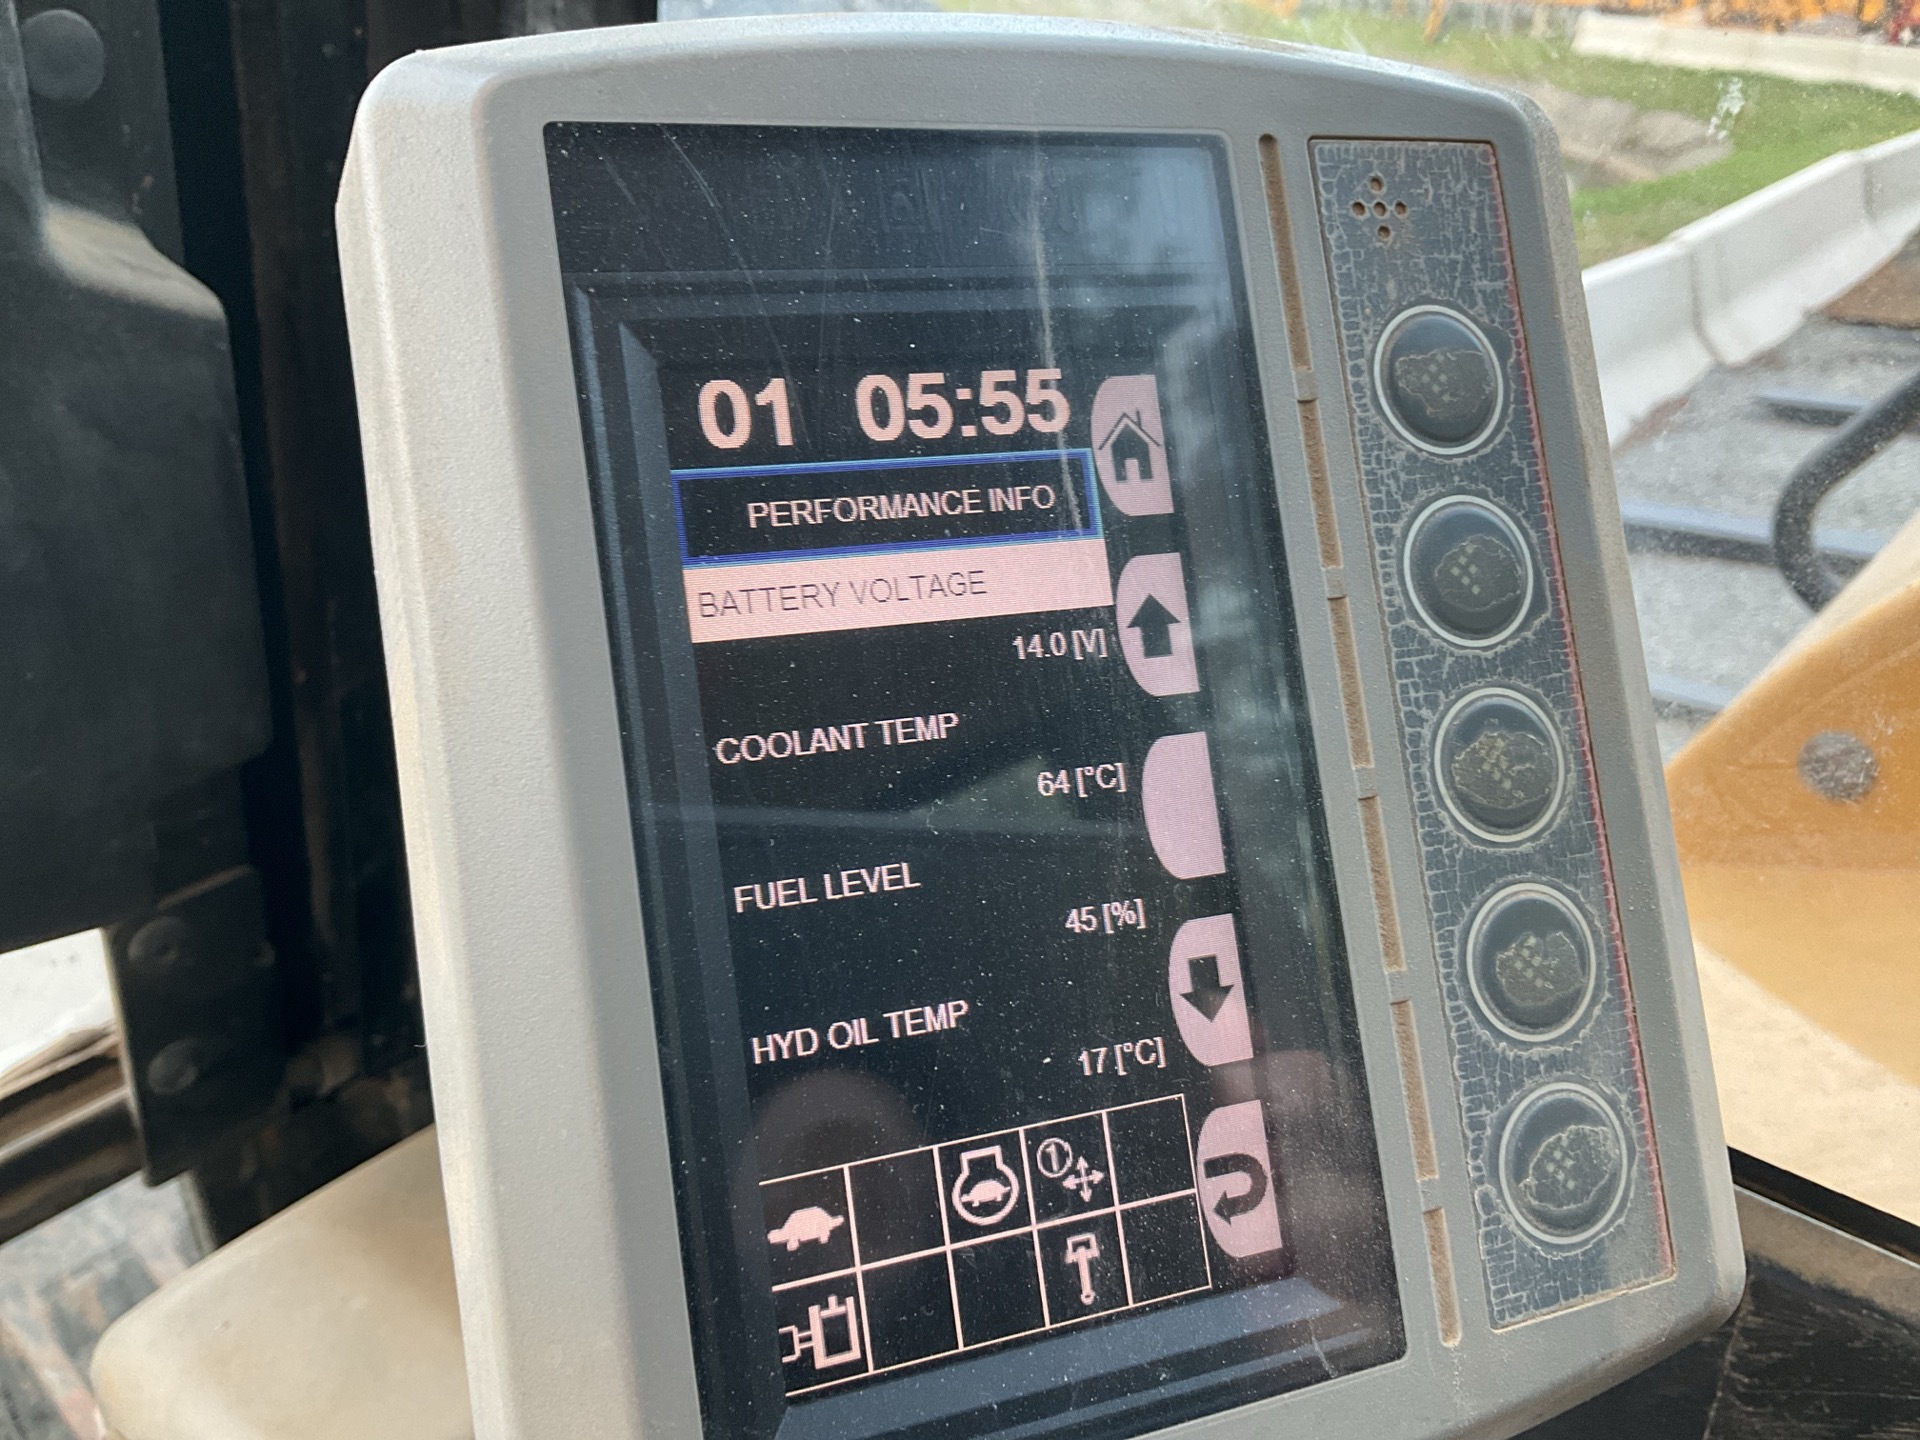 01 05:55
PERFORMANCE INFO
BATTERY VOLTAGE
14.0 [V]
COOLANT TEMP
64 [°C]
FUEL LEVEL
45 [%]
HYD OIL TEMP
17 [°C]
1